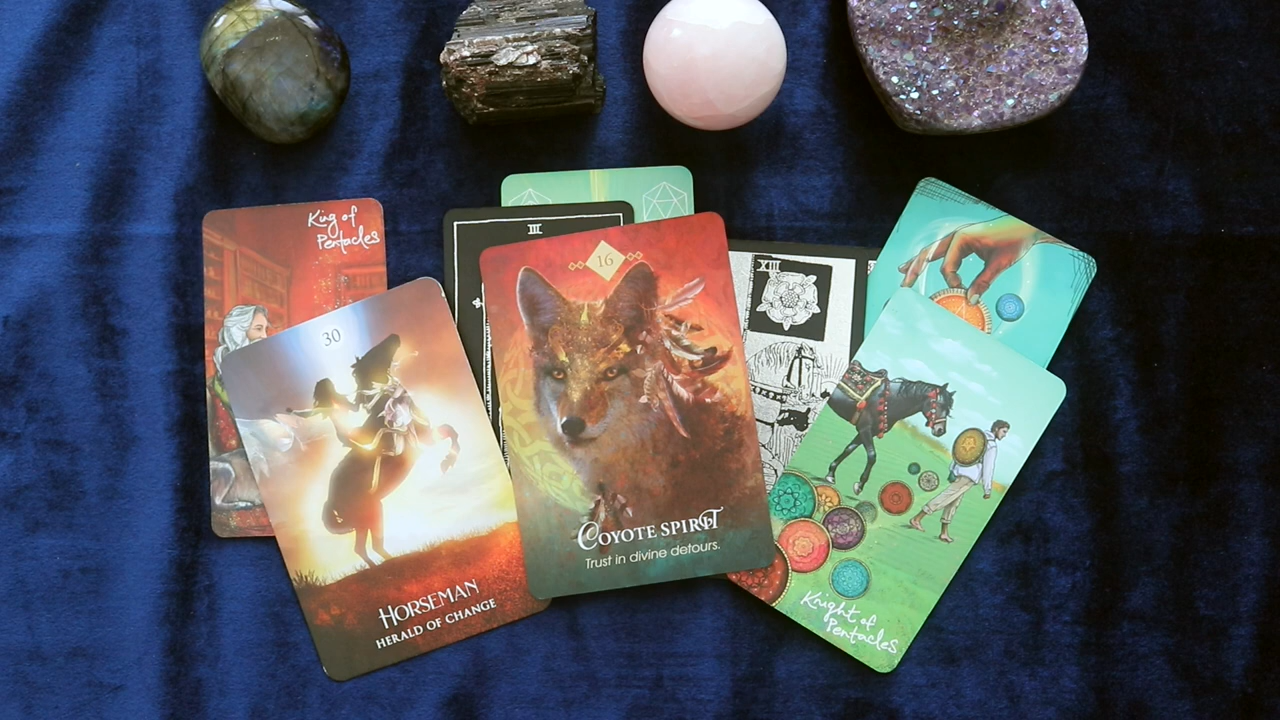 King of
Pentacles
30
HORSEMAN
HERALD OF CHANGE
III
16
COYOTE SPIRIT
Trust in divine detours.
XIII
Knight of
Pentacles